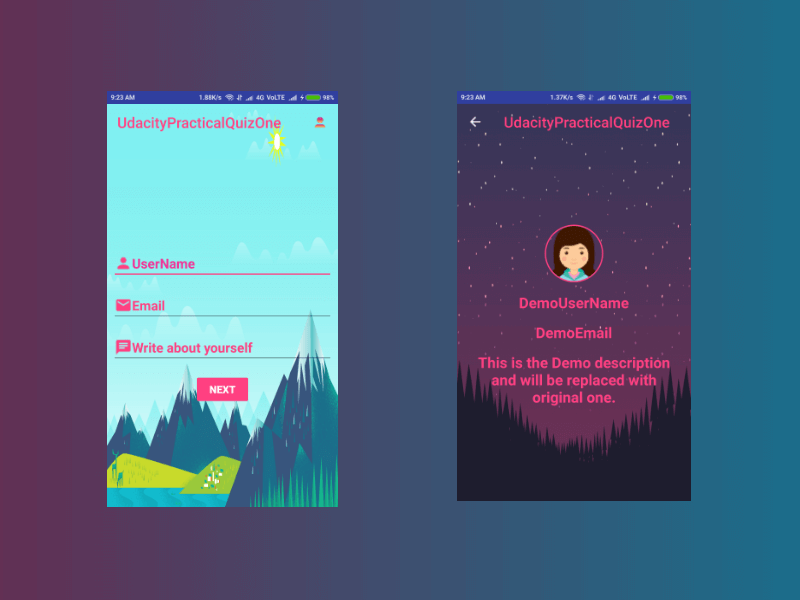 9:23 AM 1.88K/s 4G VoLTE 98%
UdacityPracticalQuizOne
UserName
Email
Write about yourself
NEXT
9:23 AM 1.37K/s 4G VoLTE 98%
UdacityPracticalQuizOne
DemoUserName
DemoEmail
This is the Demo description
and will be replaced with
original one.